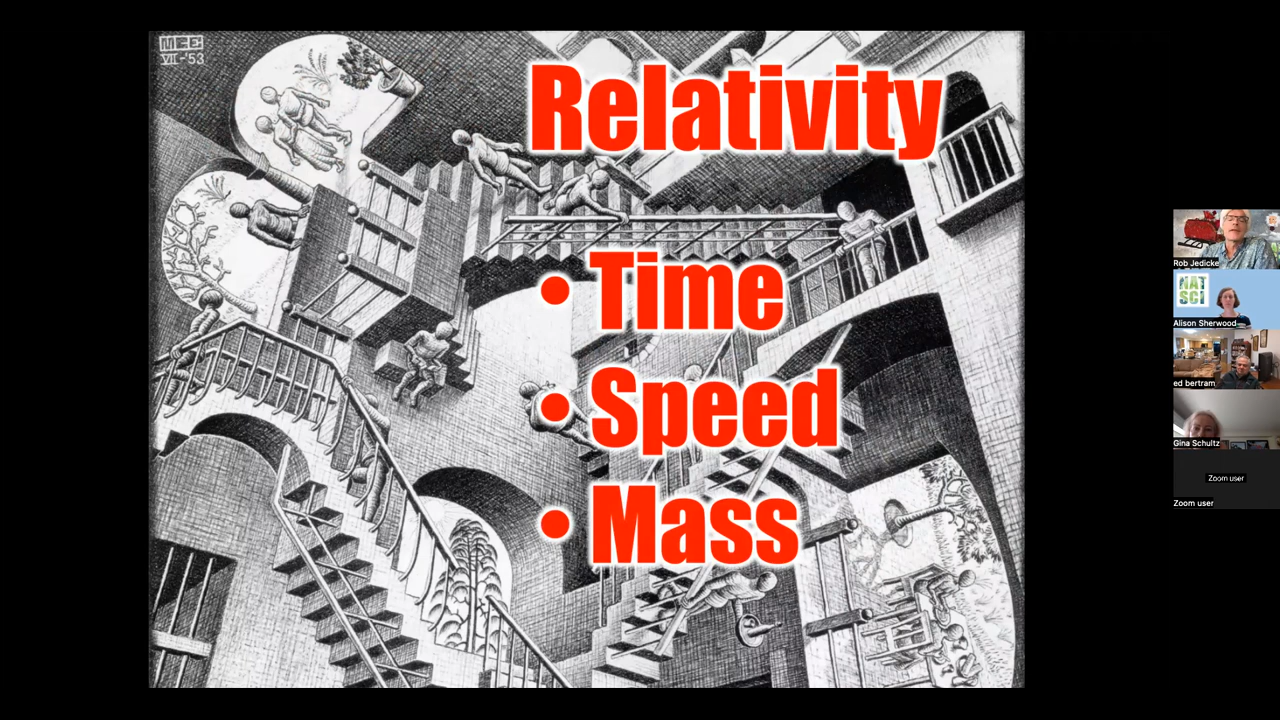 MCE
VII-'53
Relativity
• Time
• Speed
• Mass
Rob Jedicke
NAT
SCI
Alison Sherwood
ed bertram
Gina Schultz
Zoom user
Zoom user